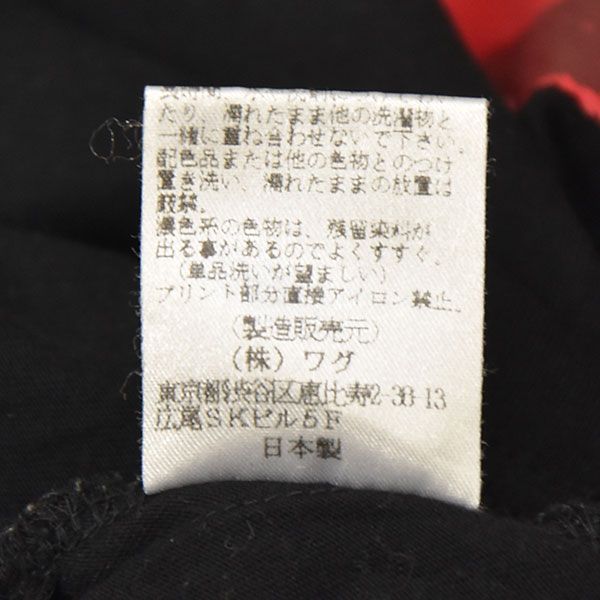 たり、濡れたまま他の洗濯物と
一緒に重ね合わせないで下さい。
配色品または他の色物とのつけ
置き洗い、濡れたままの放置は
厳禁。
濃色系の色物は、残留染料が
出る事があるのでよくすすぐ。
(単品洗いが望ましい)
プリント部分直接アイロン禁止。
(製造販売元)
(株)ワグ
東京都渋谷区恵比寿2-38-13
広尾SKビル5F
日本製